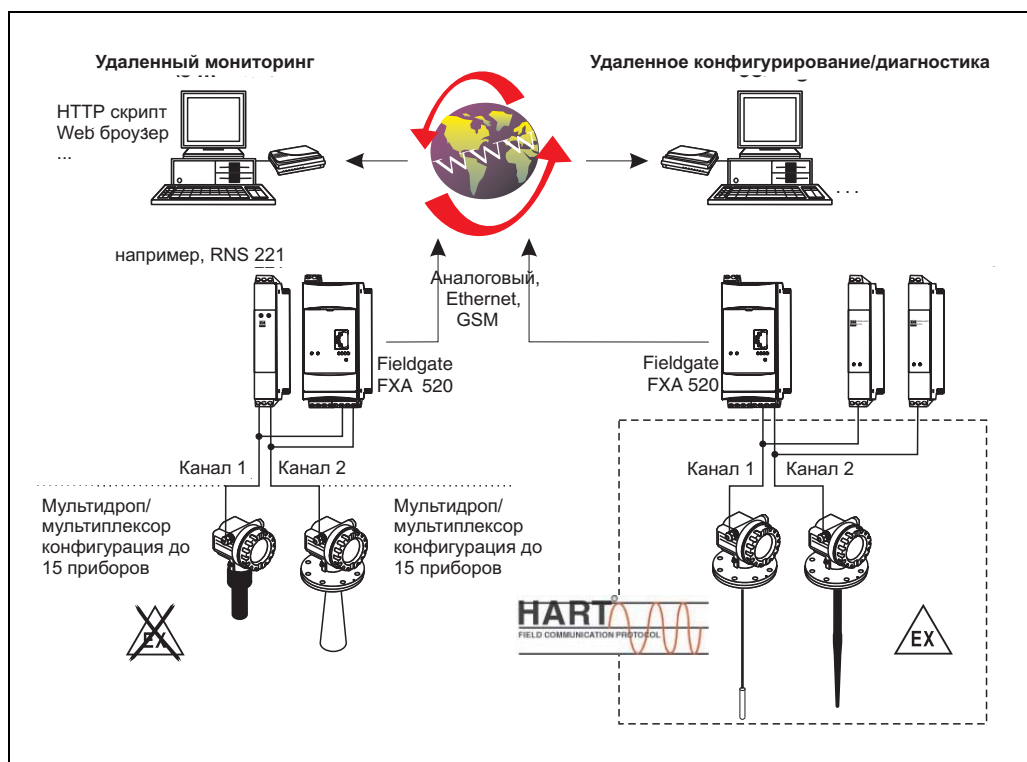 Удаленный мониторинг
Удаленное конфигурирование/диагностика
HTTP скрипт
Web броузер
...
WWW
...
например, RNS 221
Аналоговый,
Ethernet,
GSM
Fieldgate
FXA 520
Fieldgate
FXA 520
Канал 1
Канал 2
Канал 1
Канал 2
Мультидроп/
мультиплексор
конфигурация до
15 приборов
Мультидроп/
мультиплексор
конфигурация до
15 приборов
EX
HART
FIELD COMMUNICATION PROTOCOL
EX